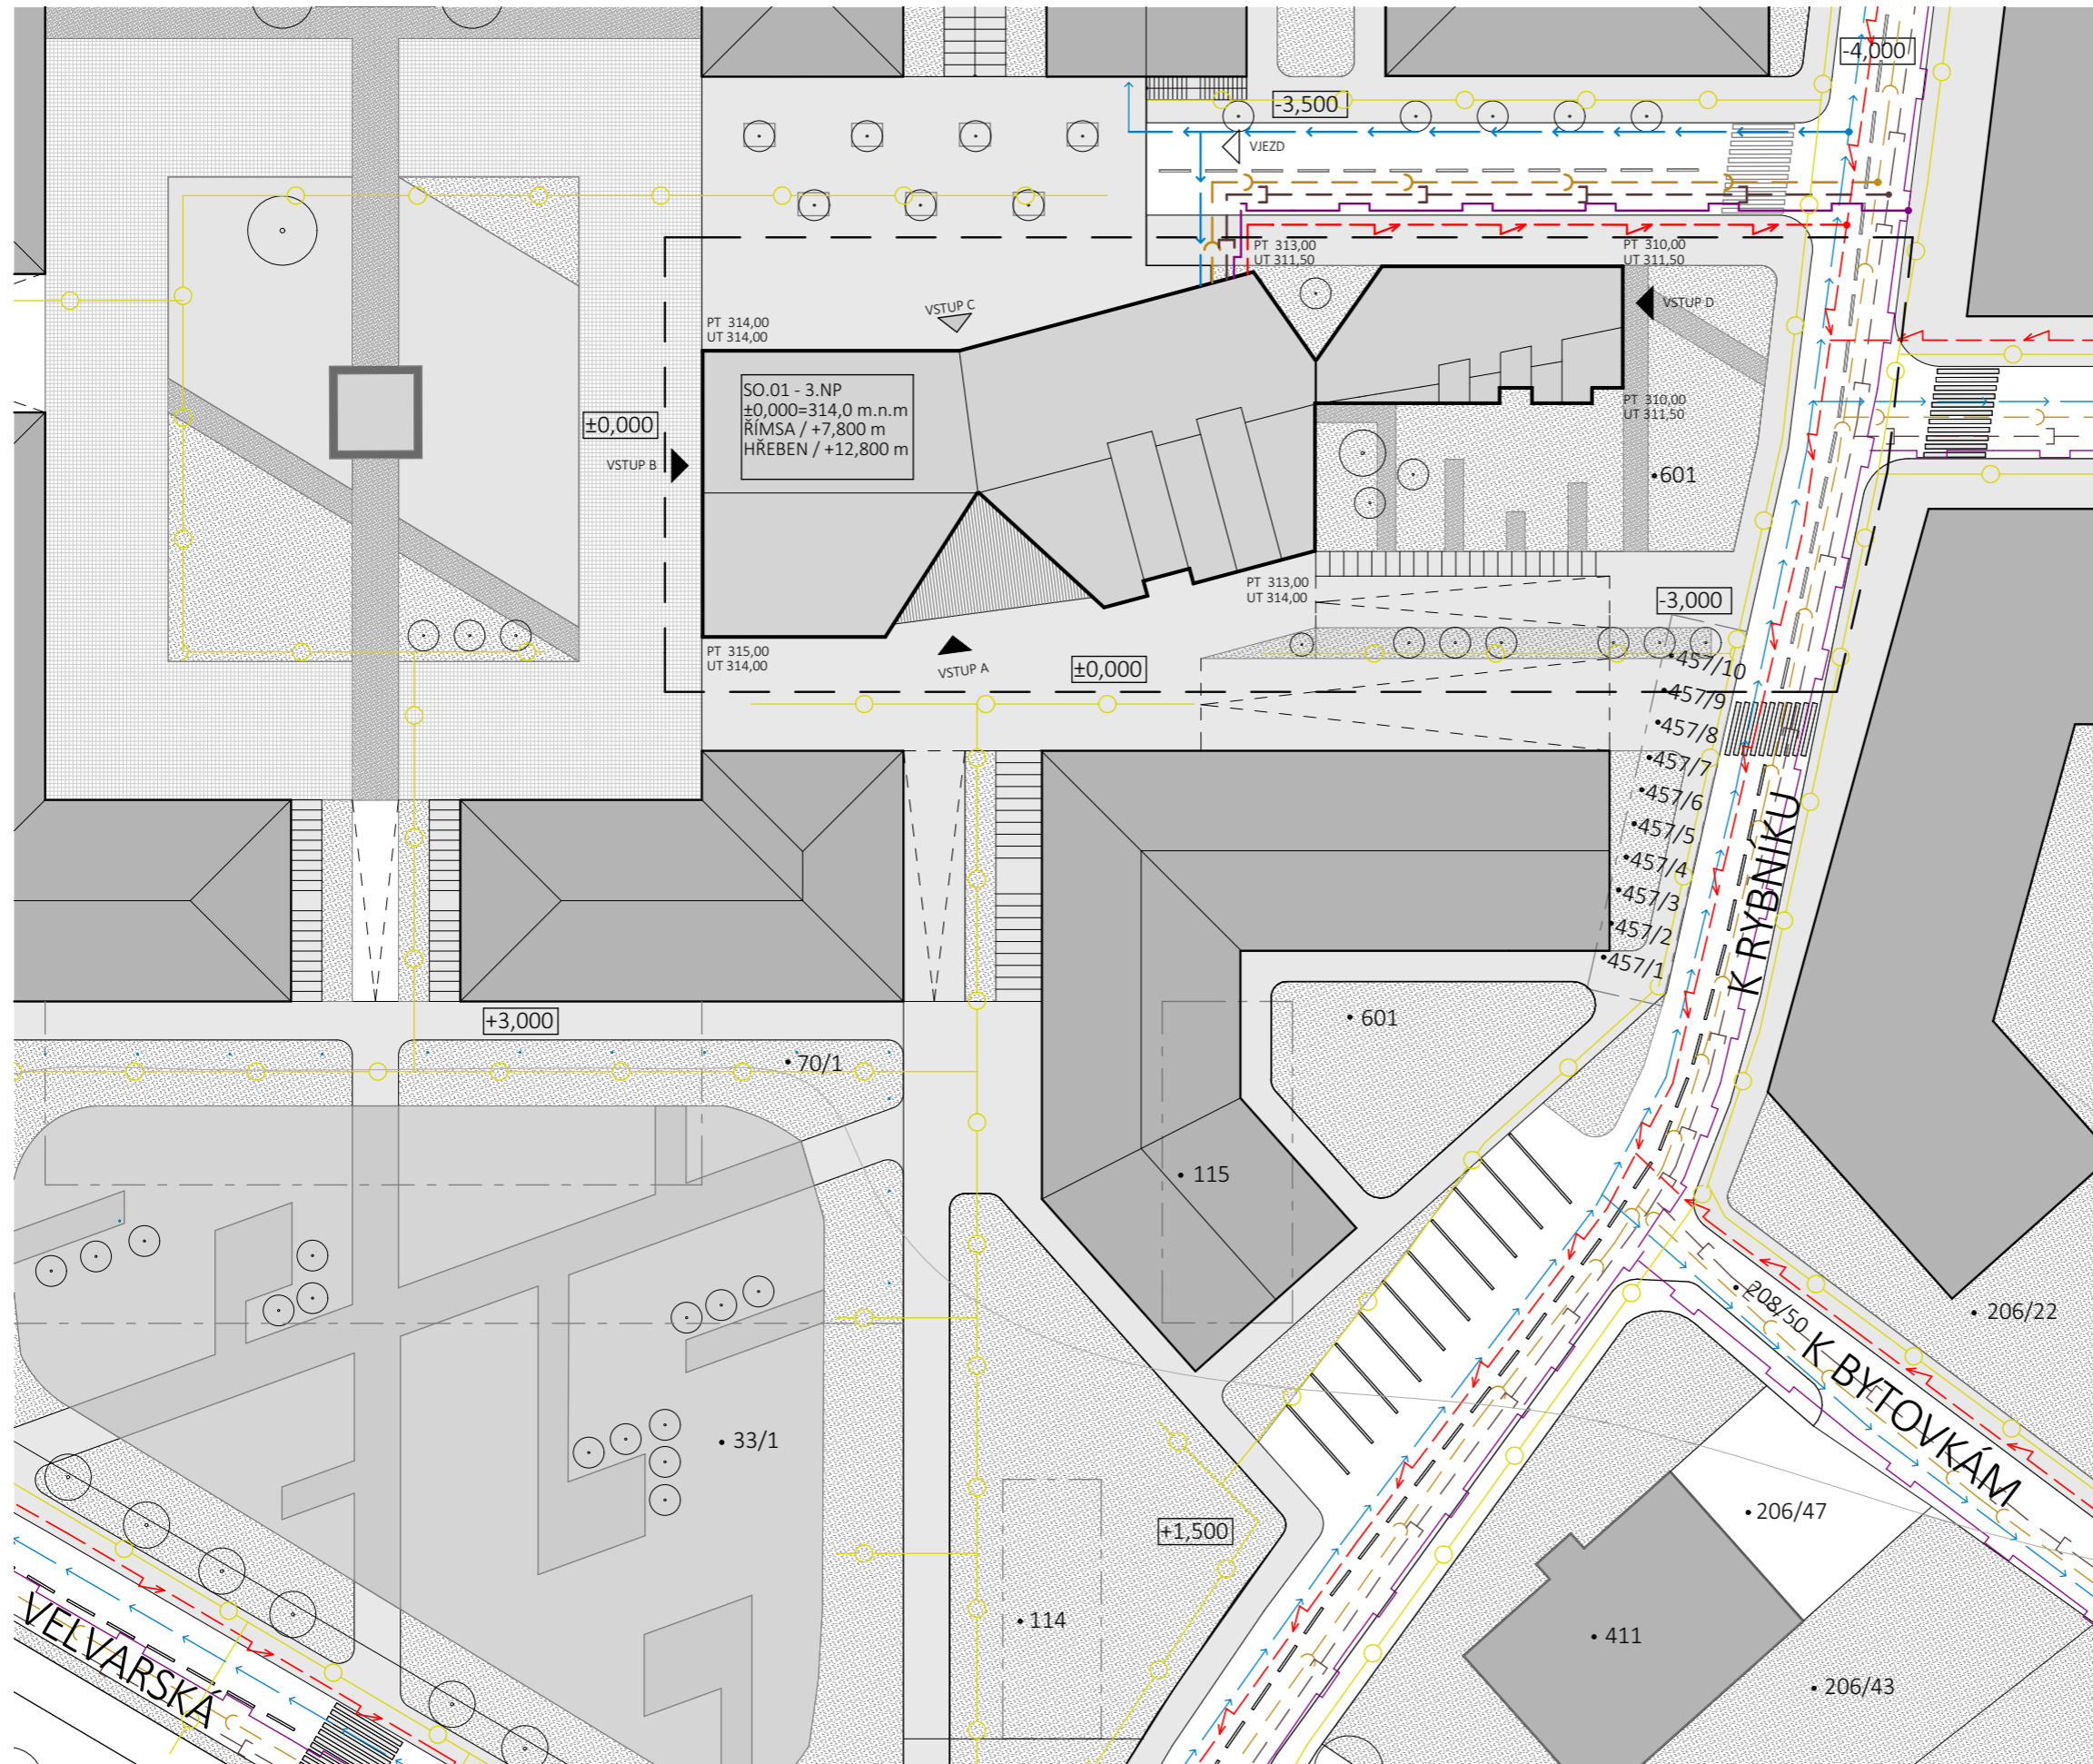 -4,000
-3,500
VJEZD
PT 313,00
UT 311,50
PT 310,00
UT 311,50
VSTUP D
VSTUP C
PT 314,00
UT 314,00
SO.01 - 3.NP
±0,000=314,0 m.n.m
ŘÍMSA / +7,800 m
HŘEBEN / +12,800 m
±0,000
VSTUP B
PT 310,00
UT 311,50
•601
PT 313,00
UT 314,00
-3,000
PT 315,00
UT 314,00
VSTUP A
±0,000
•457/10
•457/9
•457/8
•457/7
•457/6
•457/5
•457/4
•457/3
•457/2
•457/1
K RYBNÍKU
+3,000
• 601
• 70/1
• 115
• 208/50
• 206/22
K BYTOVKÁM
• 33/1
• 206/47
+1,500
• 114
• 411
VELVARSKÁ
• 206/43